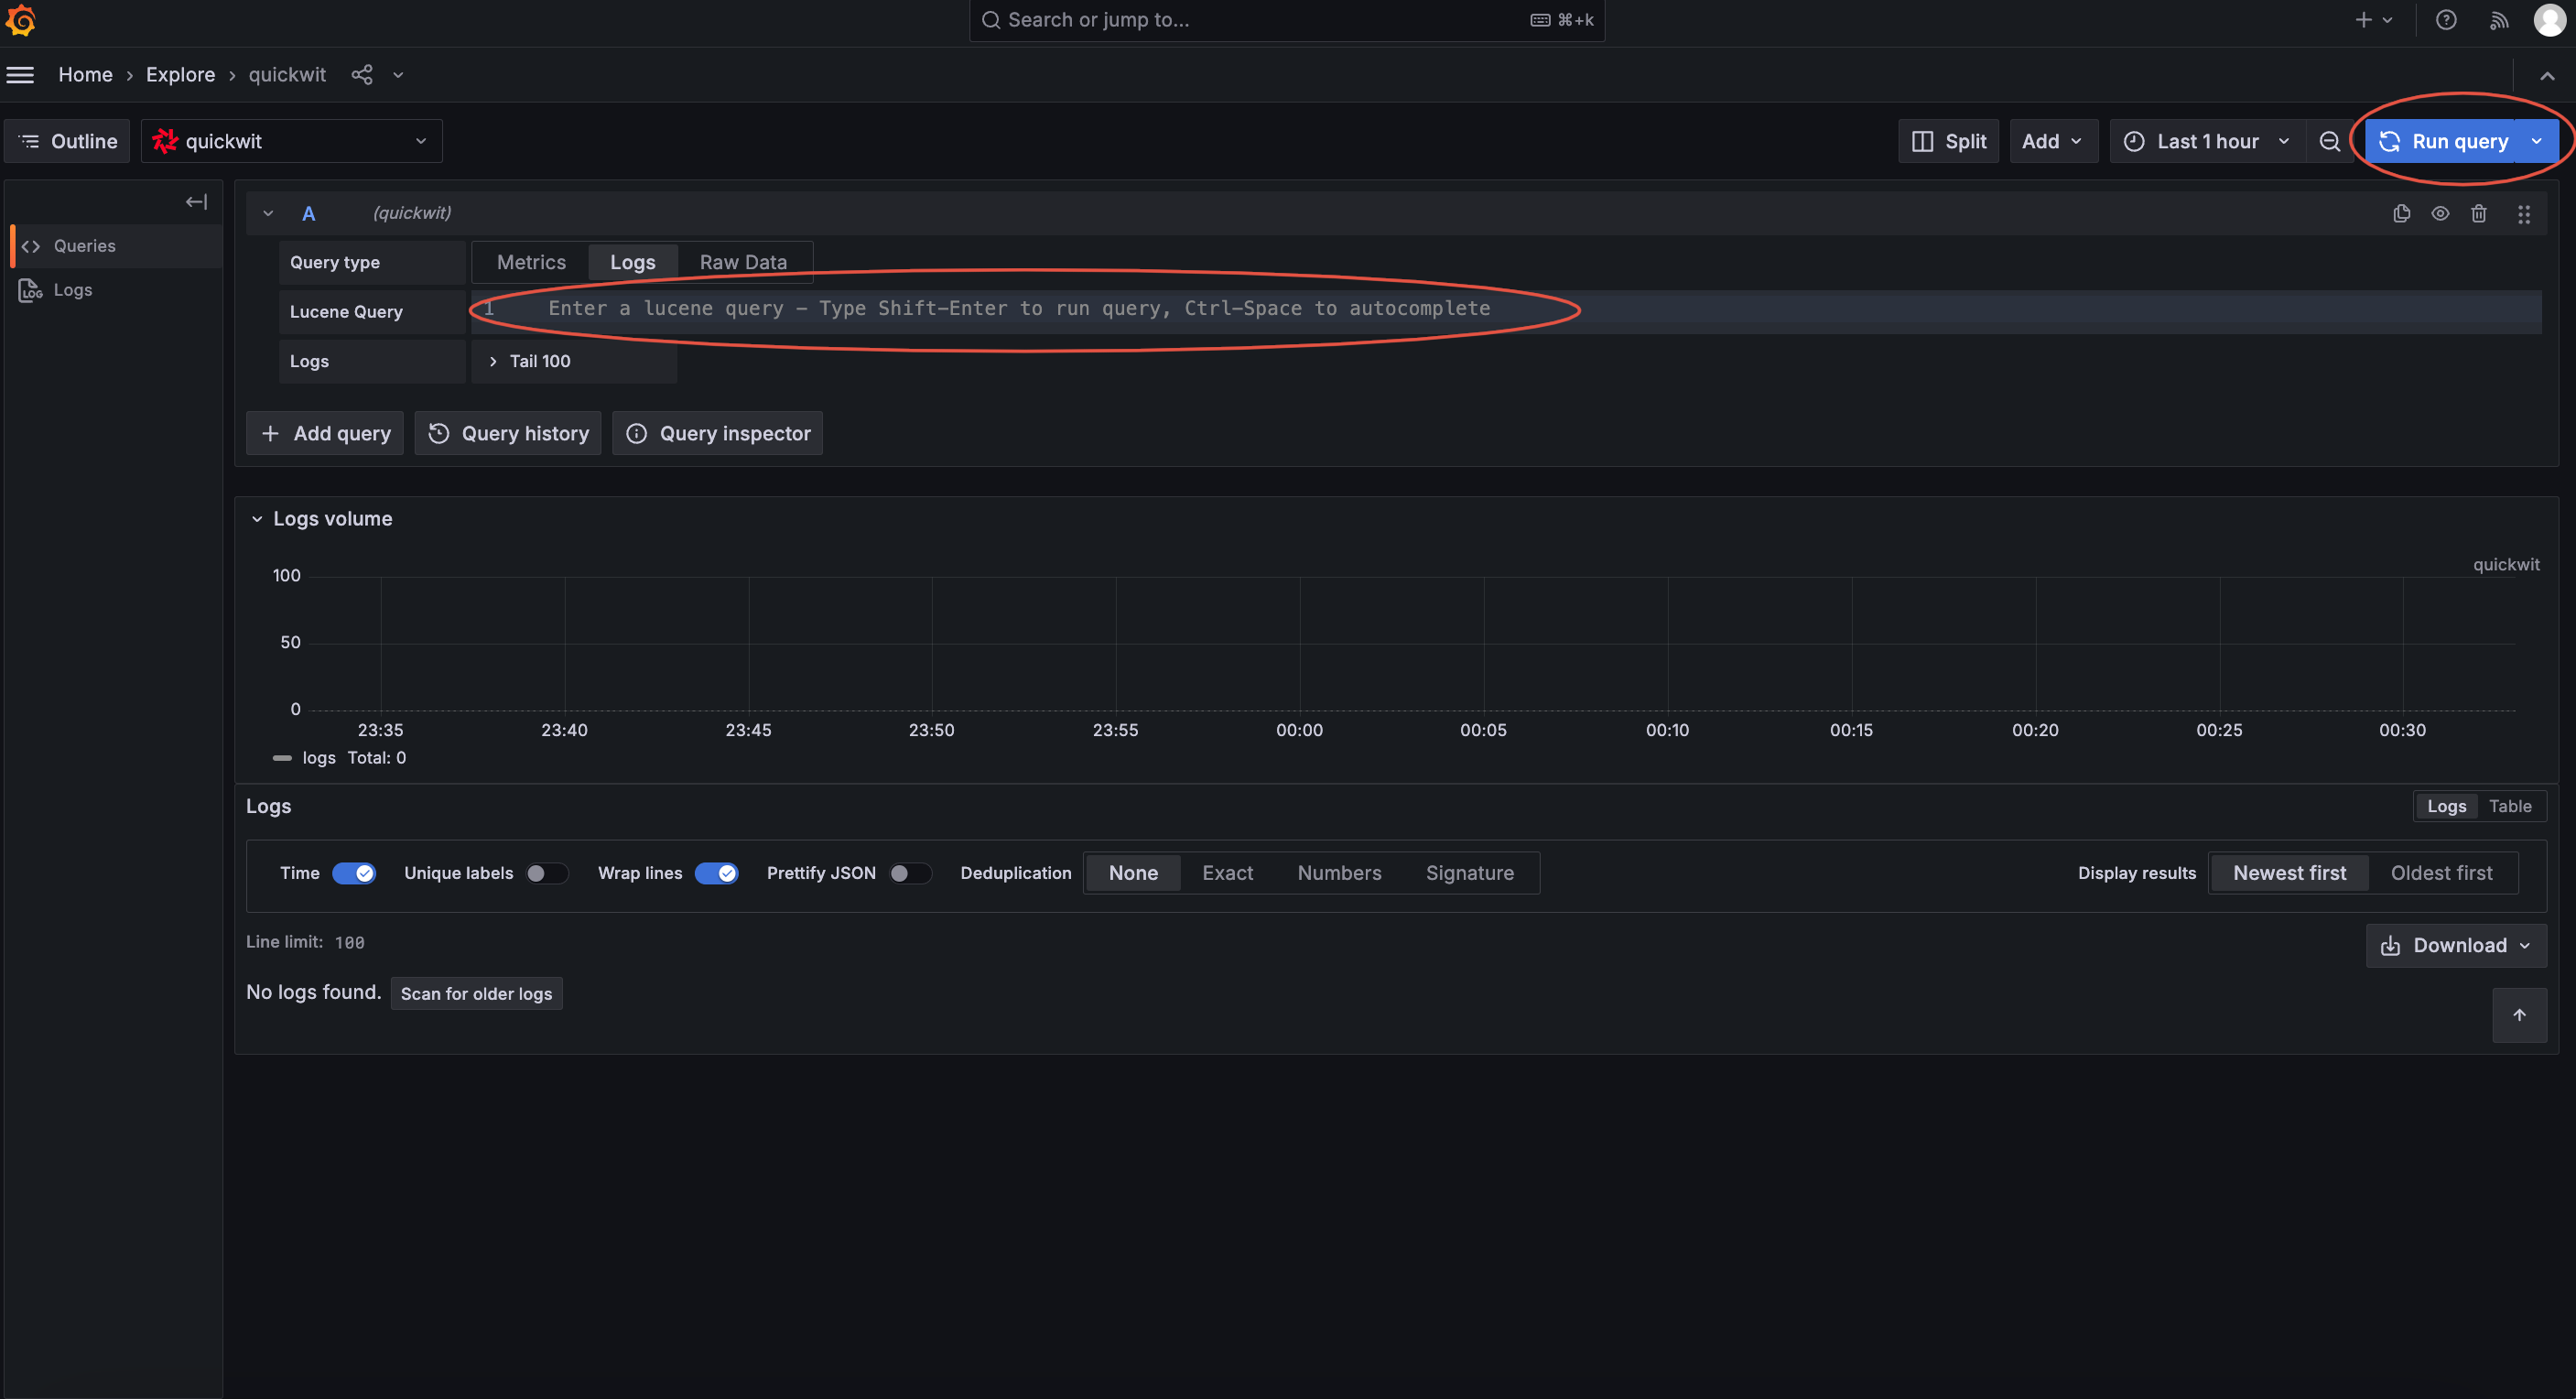 Search or jump to... ⌘+k
Home › Explore › quickwit
Outline quickwit Split Add Last 1 hour Run query
A (quickwit)
Queries
Query type Metrics Logs Raw Data
Logs
Lucene Query 1 Enter a lucene query – Type Shift-Enter to run query, Ctrl-Space to autocomplete
Logs Tail 100
+ Add query Query history Query inspector
Logs volume
quickwit
100
50
0
23:35 23:40 23:45 23:50 23:55 00:00 00:05 00:10 00:15 00:20 00:25 00:30
logs Total: 0
Logs Logs Table
Time Unique labels Wrap lines Prettify JSON Deduplication None Exact Numbers Signature Display results Newest first Oldest first
Line limit: 100 Download
No logs found. Scan for older logs